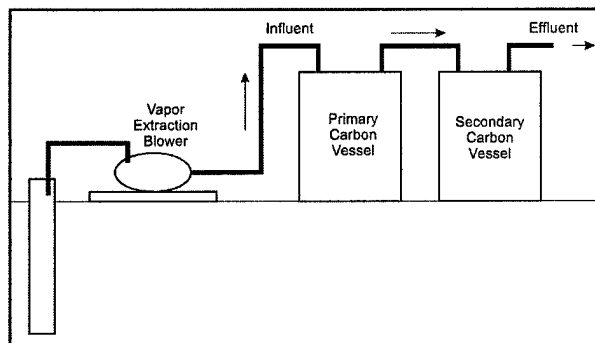 Influent
Effluent
Vapor
Extraction
Blower
Primary
Carbon
Vessel
Secondary
Carbon
Vessel